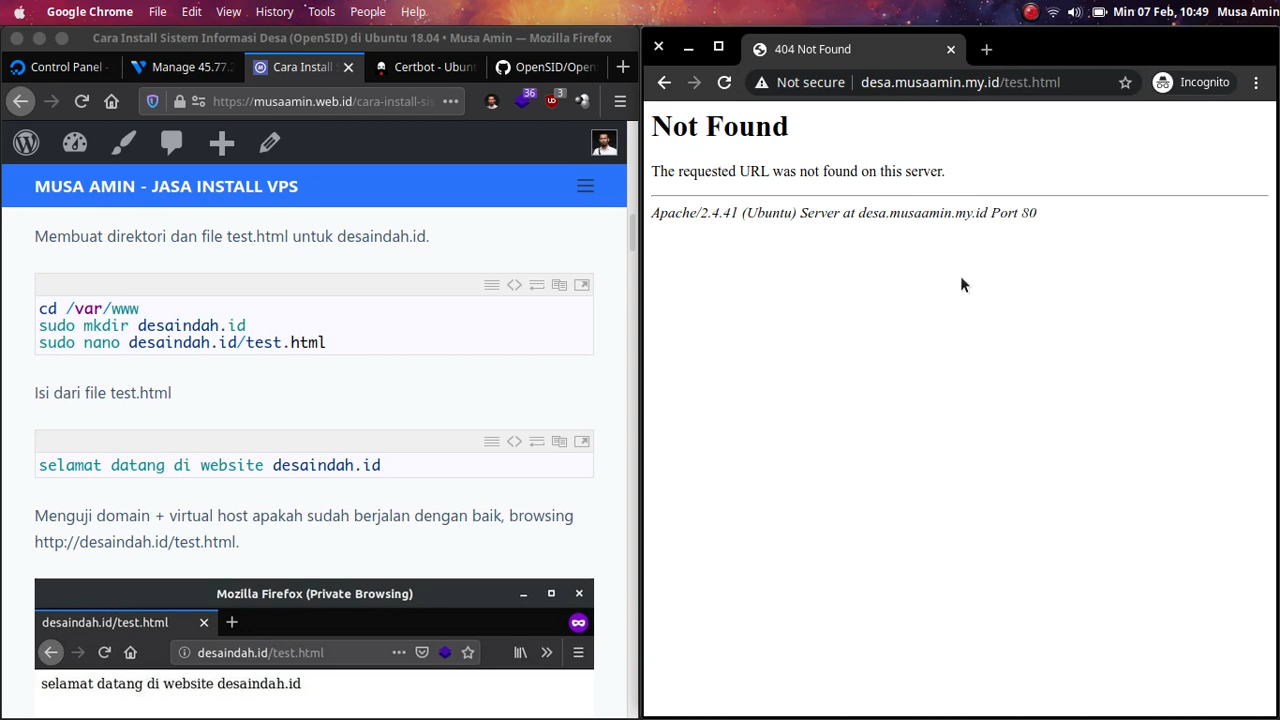 Google Chrome File Edit View History Tools People Help
Min 07 Feb, 10:49 Musa Amin
Cara Install Sistem Informasi Desa (OpenSID) di Ubuntu 18.04 • Musa Amin — Mozilla Firefox
Control Panel - Manage 45.77. Cara Install Certbot - Ubun OpenSID/Open
https://musaamin.web.id/cara-install-sis
36
3
MUSA AMIN - JASA INSTALL VPS
Membuat direktori dan file test.html untuk desaindah.id.
cd /var/www
sudo mkdir desaindah.id
sudo nano desaindah.id/test.html
Isi dari file test.html
selamat datang di website desaindah.id
Menguji domain + virtual host apakah sudah berjalan dengan baik, browsing
http://desaindah.id/test.html.
Mozilla Firefox (Private Browsing)
desaindah.id/test.html
desaindah.id/test.html
selamat datang di website desaindah.id
404 Not Found
Not secure desa.musaamin.my.id/test.html Incognito
Not Found
The requested URL was not found on this server.
Apache/2.4.41 (Ubuntu) Server at desa.musaamin.my.id Port 80